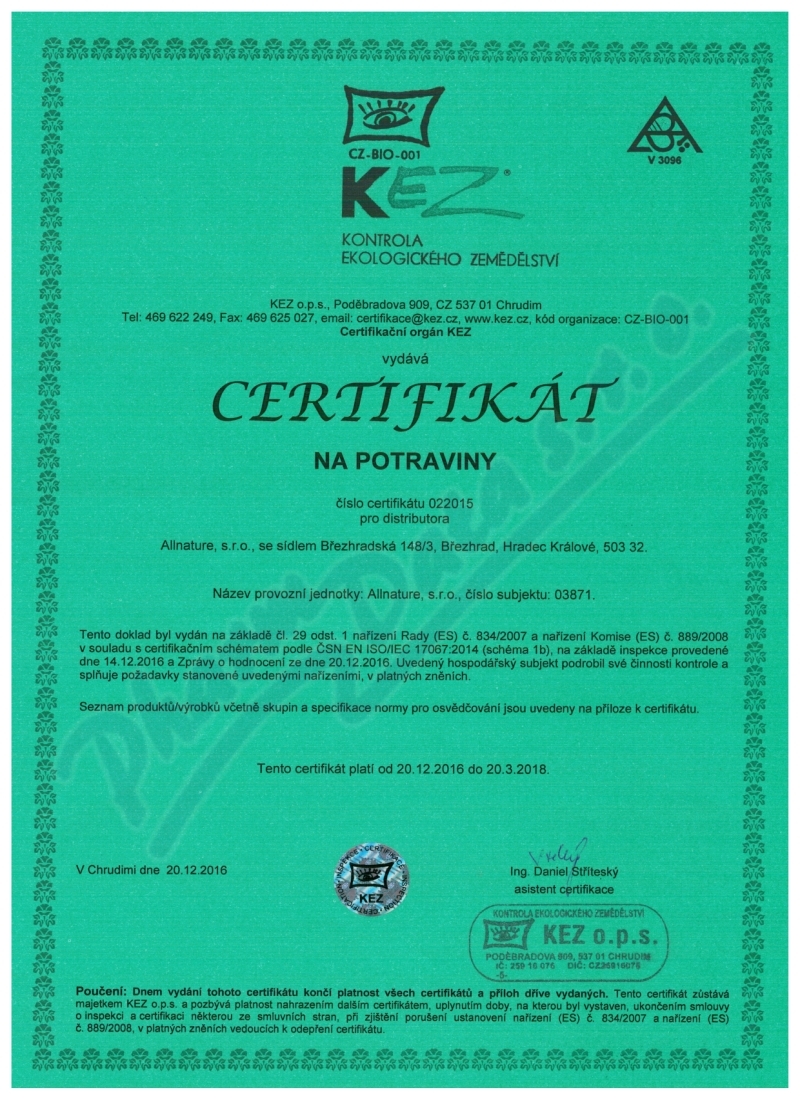 CZ-BIO-001
KEZ®
KONTROLA
EKOLOGICKÉHO ZEMĚDĚLSTVÍ
V 3096
KEZ o.p.s., Poděbradova 909, CZ 537 01 Chrudim
Tel: 469 622 249, Fax: 469 625 027, email: certifikace@kez.cz, www.kez.cz, kód organizace: CZ-BIO-001
Certifikační orgán KEZ
vydává
CERTIFIKÁT
NA POTRAVINY
číslo certifikátu 022015
pro distributora
Allnature, s.r.o., se sídlem Březhradská 148/3, Březhrad, Hradec Králové, 503 32.
Název provozní jednotky: Allnature, s.r.o., číslo subjektu: 03871.
Tento doklad byl vydán na základě čl. 29 odst. 1 nařízení Rady (ES) č. 834/2007 a nařízení Komise (ES) č. 889/2008
v souladu s certifikačním schématem podle ČSN EN ISO/IEC 17067:2014 (schéma 1b), na základě inspekce provedené
dne 14.12.2016 a Zprávy o hodnocení ze dne 20.12.2016. Uvedený hospodářský subjekt podrobil své činnosti kontrole a
splňuje požadavky stanovené uvedenými nařízeními, v platných zněních.
Seznam produktů/výrobků včetně skupin a specifikace normy pro osvědčování jsou uvedeny na příloze k certifikátu.
Tento certifikát platí od 20.12.2016 do 20.3.2018.
V Chrudimi dne 20.12.2016
KEZ
Ing. Daniel Stříteský
asistent certifikace
KONTROLA EKOLOGICKÉHO ZEMĚDĚLSTVÍ
KEZ o.p.s.
PODĚBRADOVA 909, 537 01 CHRUDIM
IČ: 259 16 076 DIČ: CZ25916076
-5-
Poučení: Dnem vydání tohoto certifikátu končí platnost všech certifikátů a příloh dříve vydaných. Tento certifikát zůstává
majetkem KEZ o.p.s. a pozbývá platnost nahrazením dalším certifikátem, uplynutím doby, na kterou byl vystaven, ukončením smlouvy
o inspekci a certifikaci některou ze smluvních stran, při zjištění porušení ustanovení nařízení (ES) č. 834/2007 a nařízení (ES)
č. 889/2008, v platných zněních vedoucích k odepření certifikátu.
Pharm Data s.r.o.